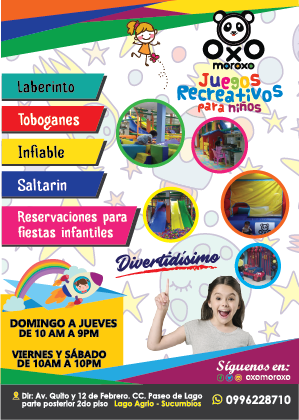 OXO
moroxo
Juegos
Recreativos
para niños
Laberinto
Toboganes
Inflable
Saltarin
Reservaciones para
fiestas infantiles
Divertidísimo
DOMINGO A JUEVES
DE 10 AM A 9PM
VIERNES Y SÁBADO
DE 10AM A 10PM
Síguenos en:
oxomoroxo
Dir: Av. Quito y 12 de Febrero. CC. Paseo de Lago
parte posterior 2do piso Lago Agrio - Sucumbíos
0996228710